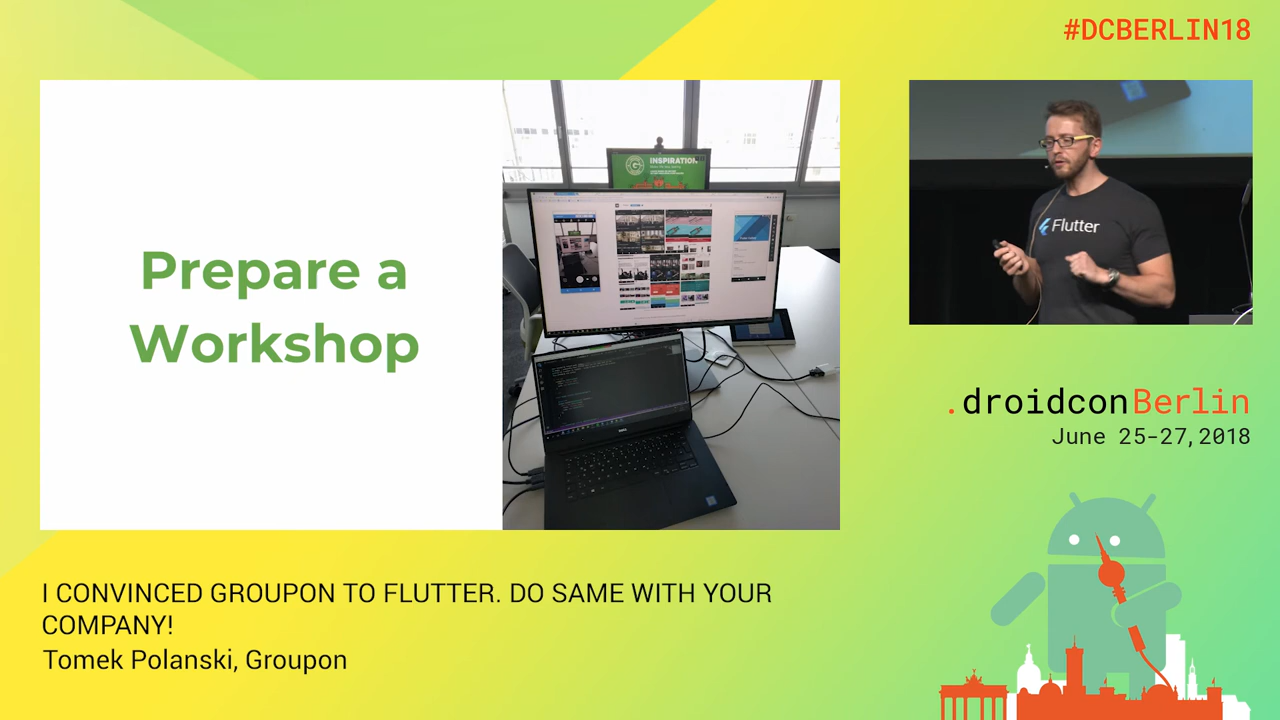 #DCBERLIN18
Prepare a
Workshop
INSPIRATION
DELL
Flutter
.droidconBerlin
June 25-27,2018
I CONVINCED GROUPON TO FLUTTER. DO SAME WITH YOUR
COMPANY!
Tomek Polanski, Groupon